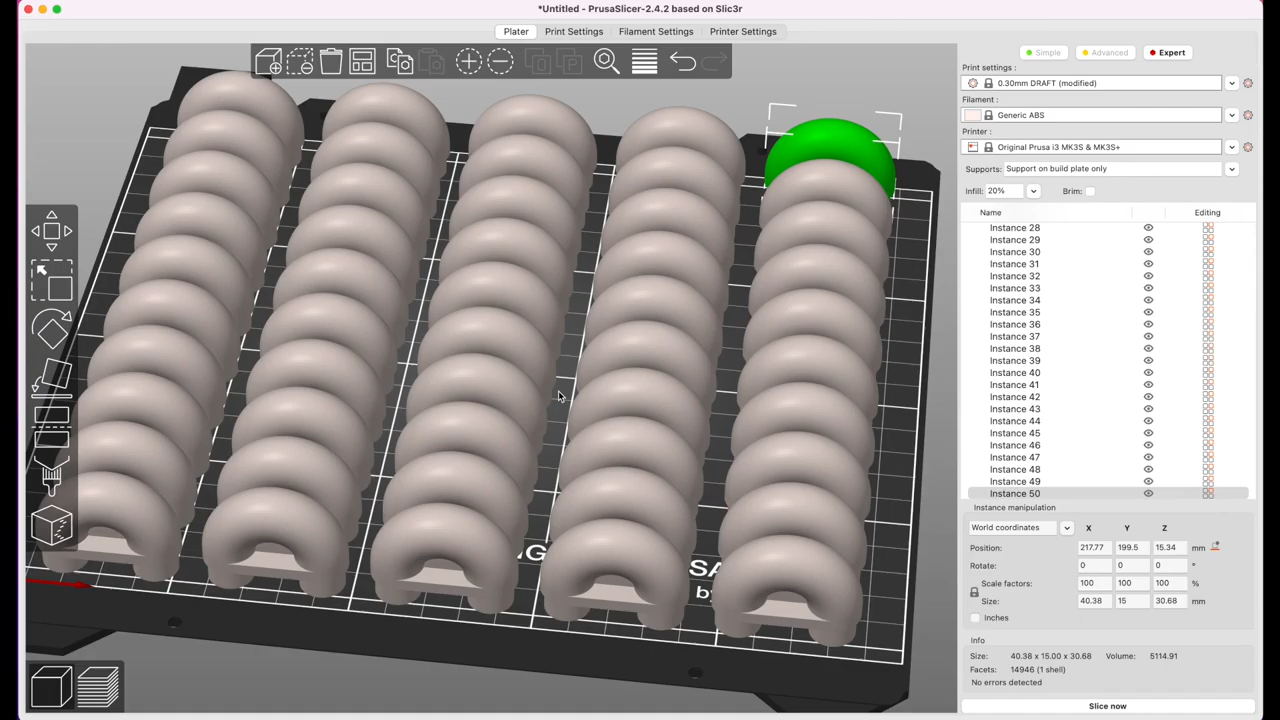 *Untitled - PrusaSlicer-2.4.2 based on Slic3r
Plater
Print Settings
Filament Settings
Printer Settings
Simple
Advanced
Expert
Print settings:
0.30mm DRAFT (modified)
Filament:
Generic ABS
Printer:
Original Prusa i3 MK3S & MK3S+
Supports: Support on build plate only
Infill: 20% Brim:
Name Editing
Instance 28
Instance 29
Instance 30
Instance 31
Instance 32
Instance 33
Instance 34
Instance 35
Instance 36
Instance 37
Instance 38
Instance 39
Instance 40
Instance 41
Instance 42
Instance 43
Instance 44
Instance 45
Instance 46
Instance 47
Instance 48
Instance 49
Instance 50
Instance manipulation
World coordinates X Y Z
Position: 217.77 199.5 15.34 mm
Rotate: 0 0 0 °
Scale factors: 100 100 100 %
Size: 40.38 15 30.68 mm
Inches
Info
Size: 40.38 x 15.00 x 30.68 Volume: 5114.91
Facets: 14946 (1 shell)
No errors detected
Slice now